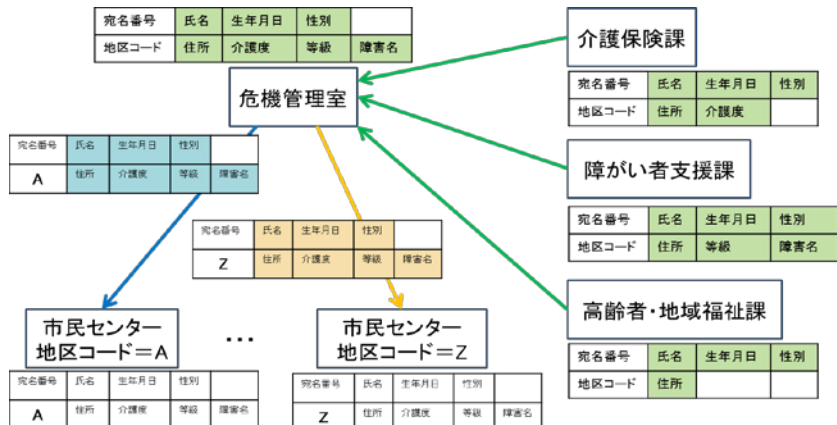 宛名番号 氏名 生年月日 性別
地区コード 住所 介護度 等級 障害名
危機管理室
介護保険課
宛名番号 氏名 生年月日 性別
地区コード 住所 介護度
宛名番号 氏名 生年月日 性別
A 住所 介護度 等級 障害名
障がい者支援課
宛名番号 氏名 生年月日 性別
地区コード 住所 等級 障害名
宛名番号 氏名 生年月日 性別
Z 住所 介護度 等級 障害名
高齢者・地域福祉課
宛名番号 氏名 生年月日 性別
地区コード 住所
市民センター
地区コード=A
…
市民センター
地区コード=Z
宛名番号 氏名 生年月日 性別
A 住所 介護度 等級 障害名
宛名番号 氏名 生年月日 性別
Z 住所 介護度 等級 障害名